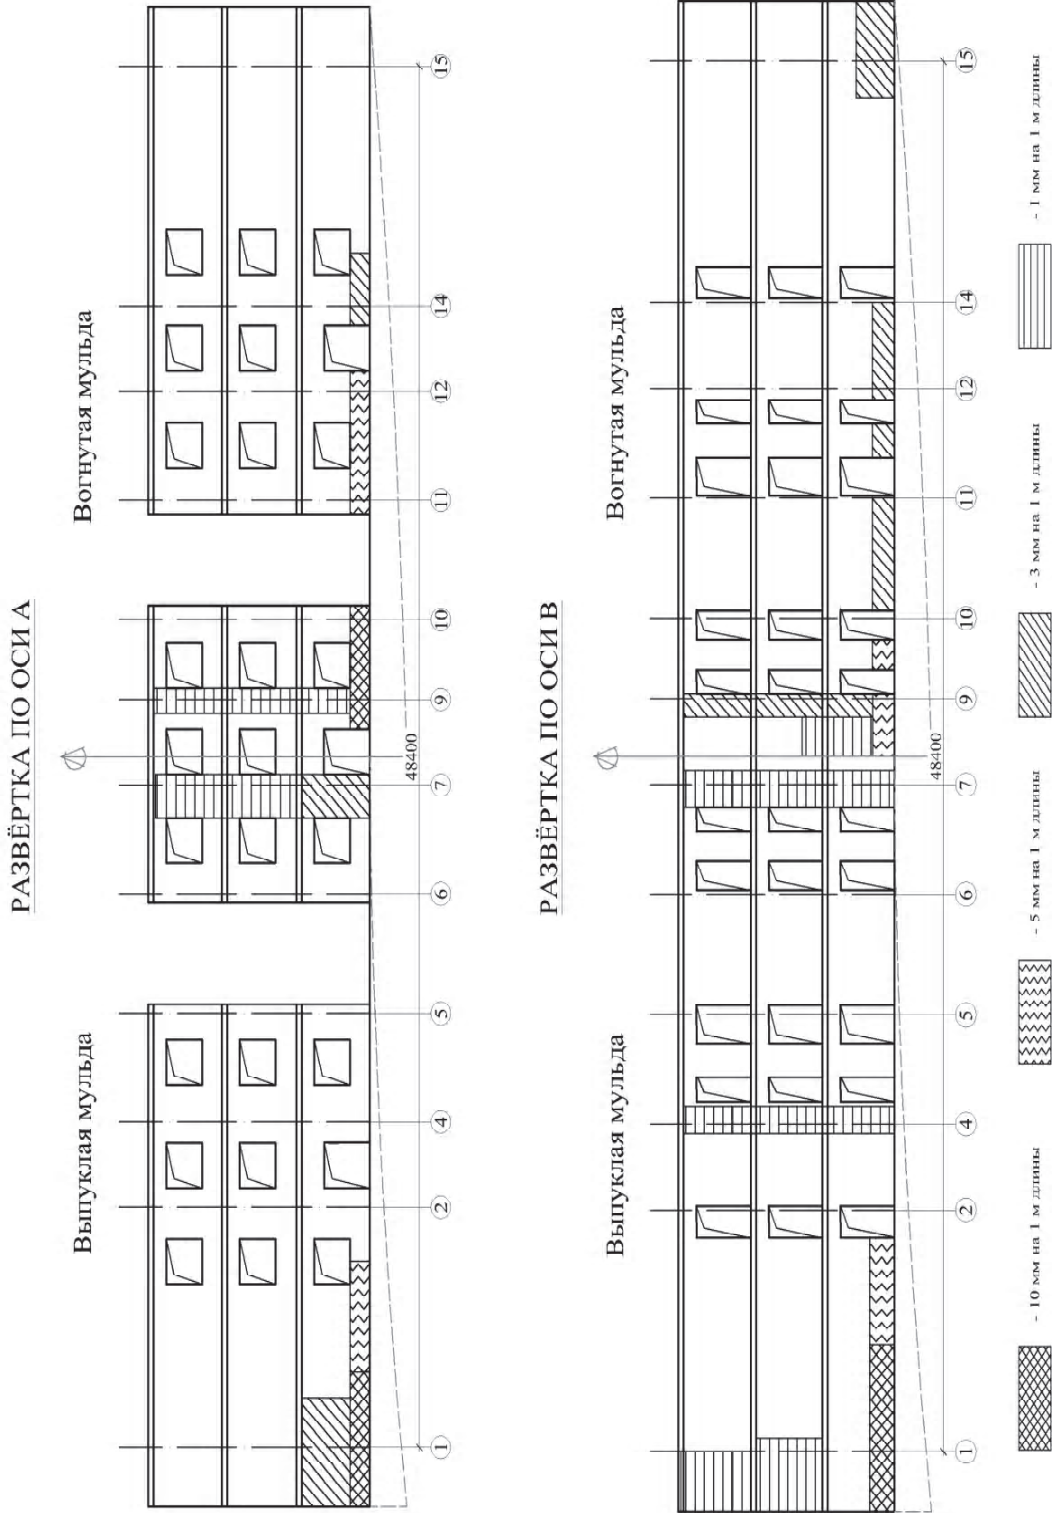 РАЗВЁРТКА ПО ОСИ А
Выпуклая мульда
Вогнутая мульда
48400
1
2
4
5
6
7
9
10
11
12
14
15
РАЗВЁРТКА ПО ОСИ В
Выпуклая мульда
Вогнутая мульда
48400
1
2
4
5
6
7
9
10
11
12
14
15
- 10 мм на 1 м длины
- 5 мм на 1 м длины
- 3 мм на 1 м длины
- 1 мм на 1 м длины